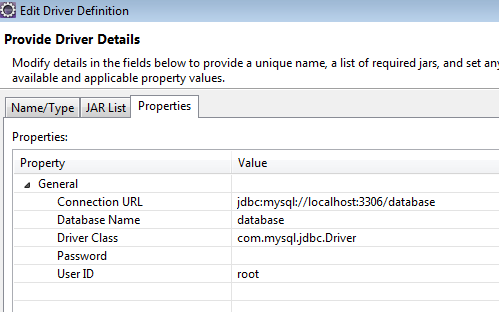 Edit Driver Definition
Provide Driver Details
Modify details in the fields below to provide a unique name, a list of required jars, and set any
available and applicable property values.
Name/Type JAR List Properties
Properties:
Property Value
General
Connection URL jdbc:mysql://localhost:3306/database
Database Name database
Driver Class com.mysql.jdbc.Driver
Password
User ID root